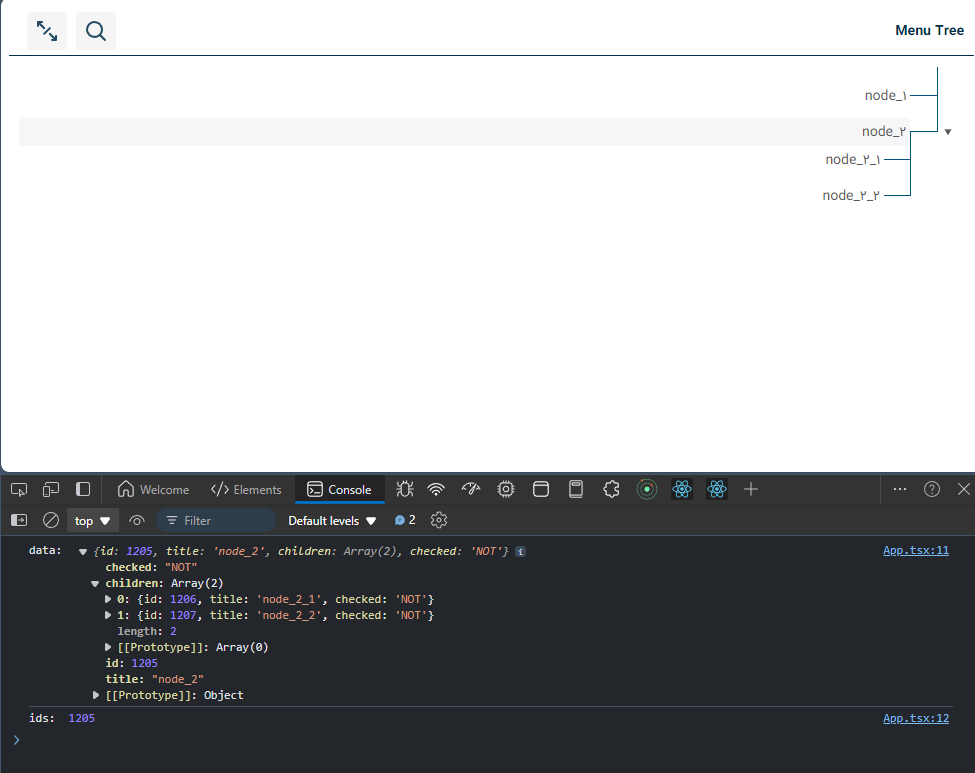 Menu Tree
node_۱
node_۲
node_۲_۱
node_۲_۲
Welcome
Elements
Console
top
Filter
Default levels
2
data: {id: 1205, title: 'node_2', children: Array(2), checked: 'NOT'} i App.tsx:11
checked: "NOT"
children: Array(2)
0: {id: 1206, title: 'node_2_1', checked: 'NOT'}
1: {id: 1207, title: 'node_2_2', checked: 'NOT'}
length: 2
[[Prototype]]: Array(0)
id: 1205
title: "node_2"
[[Prototype]]: Object
ids: 1205 App.tsx:12